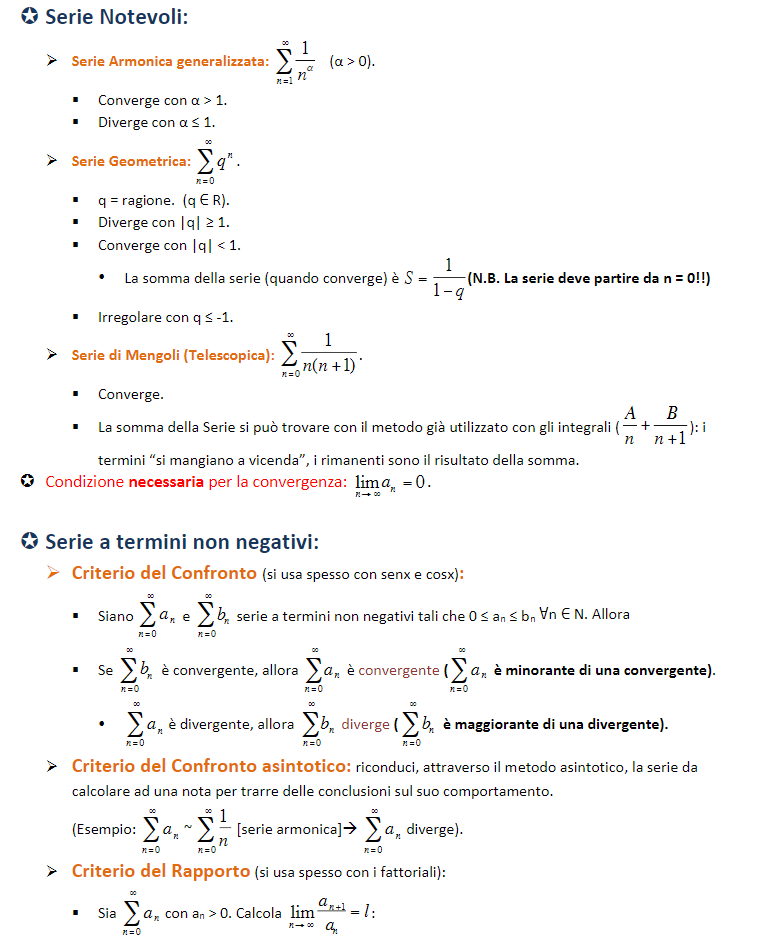 ✪ Serie Notevoli:
➢ Serie Armonica generalizzata: $\sum_{n=1}^{\infty} \frac{1}{n^{\alpha}}$ (α > 0).
▪ Converge con α > 1.
▪ Diverge con α ≤ 1.
➢ Serie Geometrica: $\sum_{n=0}^{\infty} q^{n}$ .
▪ q = ragione. (q ∈ R).
▪ Diverge con |q| ≥ 1.
▪ Converge con |q| < 1.
• La somma della serie (quando converge) è $S = \frac{1}{1-q}$ (N.B. La serie deve partire da n = 0!!)
▪ Irregolare con q ≤ -1.
➢ Serie di Mengoli (Telescopica): $\sum_{n=0}^{\infty} \frac{1}{n(n+1)}$.
▪ Converge.
▪ La somma della Serie si può trovare con il metodo già utilizzato con gli integrali ($\frac{A}{n} + \frac{B}{n+1}$): i
termini “si mangiano a vicenda”, i rimanenti sono il risultato della somma.
✪ Condizione necessaria per la convergenza: $\lim_{n \to \infty} a_n = 0$.
✪ Serie a termini non negativi:
➢ Criterio del Confronto (si usa spesso con senx e cosx):
▪ Siano $\sum_{n=0}^{\infty} a_n$ e $\sum_{n=0}^{\infty} b_n$ serie a termini non negativi tali che 0 ≤ aₙ ≤ bₙ ∀n ∈ N. Allora
▪ Se $\sum_{n=0}^{\infty} b_n$ è convergente, allora $\sum_{n=0}^{\infty} a_n$ è convergente ( $\sum_{n=0}^{\infty} a_n$ è minorante di una convergente).
• $\sum_{n=0}^{\infty} a_n$ è divergente, allora $\sum_{n=0}^{\infty} b_n$ diverge ( $\sum_{n=0}^{\infty} b_n$ è maggiorante di una divergente).
➢ Criterio del Confronto asintotico: riconduci, attraverso il metodo asintotico, la serie da
calcolare ad una nota per trarre delle conclusioni sul suo comportamento.
(Esempio: $\sum_{n=0}^{\infty} a_n$ ~ $\sum_{n=0}^{\infty} \frac{1}{n}$ [serie armonica]→ $\sum_{n=0}^{\infty} a_n$ diverge).
➢ Criterio del Rapporto (si usa spesso con i fattoriali):
▪ Sia $\sum_{n=0}^{\infty} a_n$ con aₙ > 0. Calcola $\lim_{n \to \infty} \frac{a_{n+1}}{a_n} = l$: